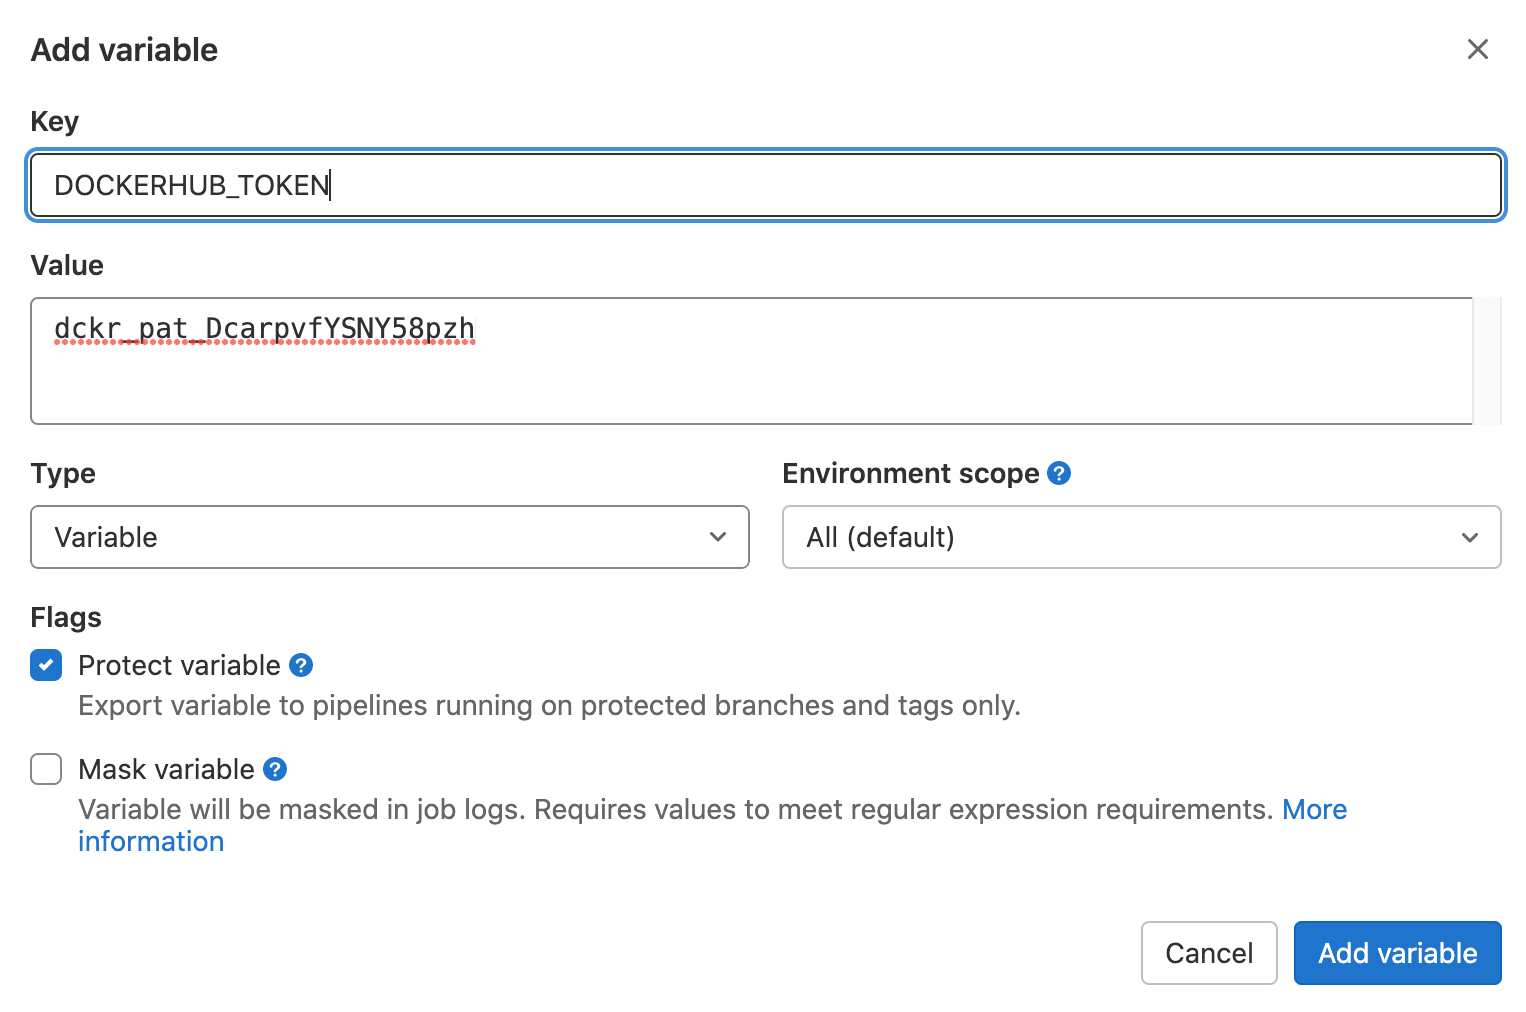 Add variable
Key
DOCKERHUB_TOKEN
Value
dckr_pat_DcarpvfYSNY58pzh
Type
Environment scope ?
Variable
All (default)
Flags
Protect variable ?
Export variable to pipelines running on protected branches and tags only.
Mask variable ?
Variable will be masked in job logs. Requires values to meet regular expression requirements. More
information
Cancel
Add variable